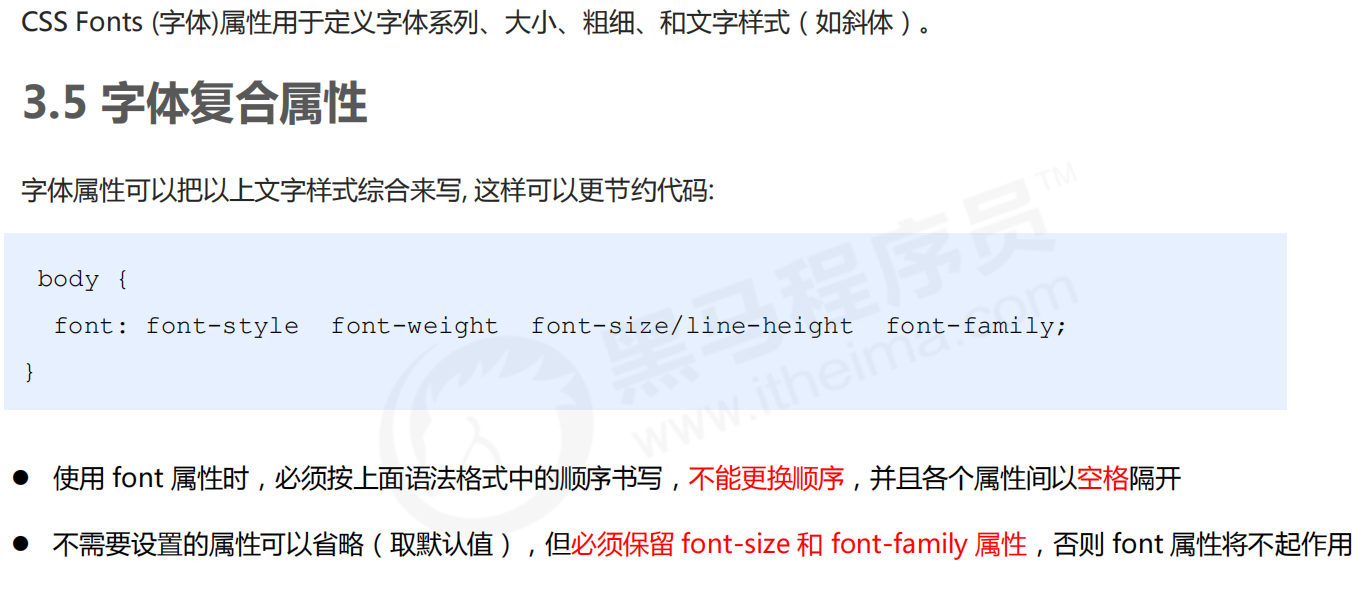 CSS Fonts (字体)属性用于定义字体系列、大小、粗细、和文字样式（如斜体）。
3.5 字体复合属性
字体属性可以把以上文字样式综合来写, 这样可以更节约代码:
body {
font: font-style font-weight font-size/line-height font-family;
}
黑马程序员™
www.itheima.com
● 使用 font 属性时，必须按上面语法格式中的顺序书写，不能更换顺序，并且各个属性间以空格隔开
● 不需要设置的属性可以省略（取默认值），但必须保留 font-size 和 font-family 属性，否则 font 属性将不起作用